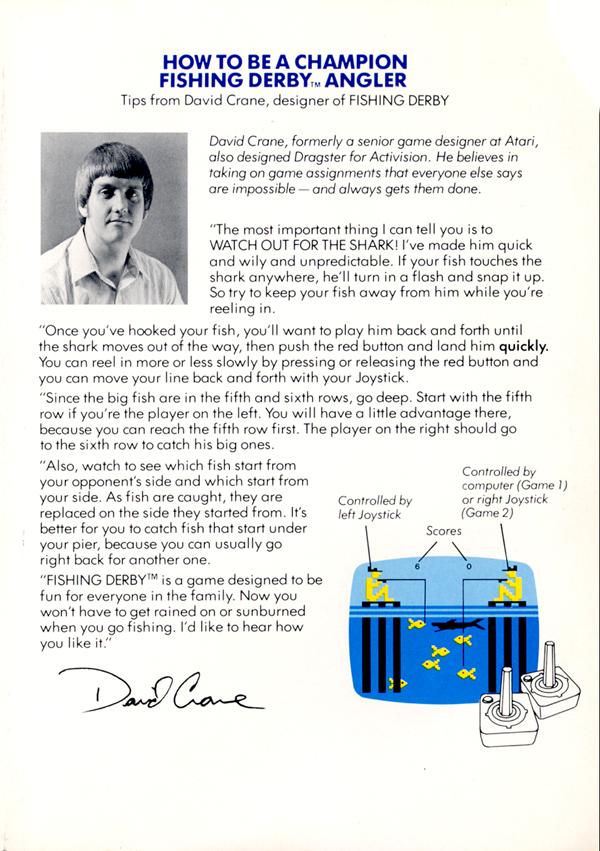 HOW TO BE A CHAMPION
FISHING DERBY™ ANGLER
Tips from David Crane, designer of FISHING DERBY
David Crane, formerly a senior game designer at Atari,
also designed Dragster for Activision. He believes in
taking on game assignments that everyone else says
are impossible — and always gets them done.
“The most important thing I can tell you is to
WATCH OUT FOR THE SHARK! I've made him quick
and wily and unpredictable. If your fish touches the
shark anywhere, he'll turn in a flash and snap it up.
So try to keep your fish away from him while you're
reeling in.
“Once you've hooked your fish, you'll want to play him back and forth until
the shark moves out of the way, then push the red button and land him quickly.
You can reel in more or less slowly by pressing or releasing the red button and
you can move your line back and forth with your Joystick.
“Since the big fish are in the fifth and sixth rows, go deep. Start with the fifth
row if you're the player on the left. You will have a little advantage there,
because you can reach the fifth row first. The player on the right should go
to the sixth row to catch his big ones.
“Also, watch to see which fish start from
your opponent's side and which start from
your side. As fish are caught, they are
replaced on the side they started from. It's
better for you to catch fish that start under
your pier, because you can usually go
right back for another one.
“FISHING DERBY™ is a game designed to be
fun for everyone in the family. Now you
won't have to get rained on or sunburned
when you go fishing. I'd like to hear how
you like it.”
David Crane
Controlled by
left Joystick
Controlled by
computer (Game 1)
or right Joystick
(Game 2)
Scores
6 0